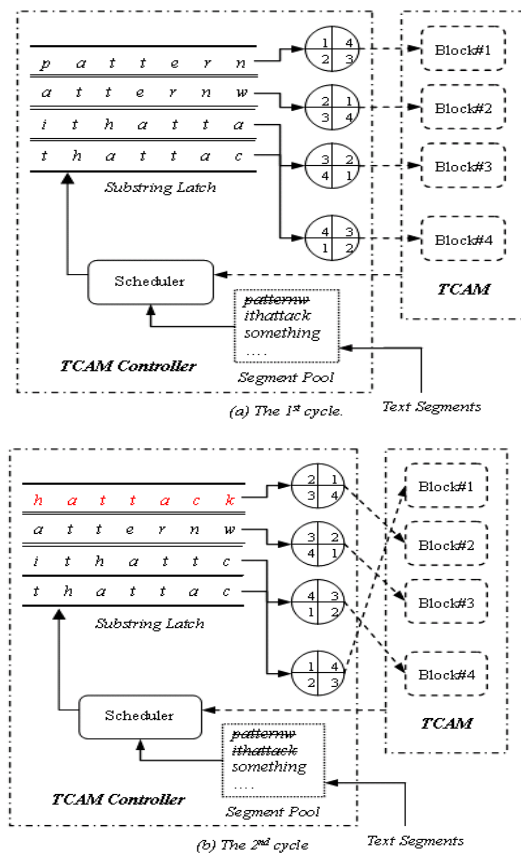 p a t t e r n
1 4
2 3
Block#1
a t t e r n w
2 1
3 4
Block#2
i t h a t t a
3 2
4 1
Block#3
t h a t t a c
4 3
1 2
Block#4
Substring Latch
TCAM
Scheduler
patternw
ithattack
something
....
TCAM Controller
Segment Pool
Text Segments
(a) The 1st cycle.
h a t t a c k
2 1
3 4
Block#1
a t t e r n w
3 2
4 1
Block#2
i t h a t t c
4 3
1 2
Block#3
t h a t t a c
1 4
2 3
Block#4
Substring Latch
TCAM
Scheduler
patternw
ithattack
something
....
TCAM Controller
Segment Pool
Text Segments
(b) The 2nd cycle